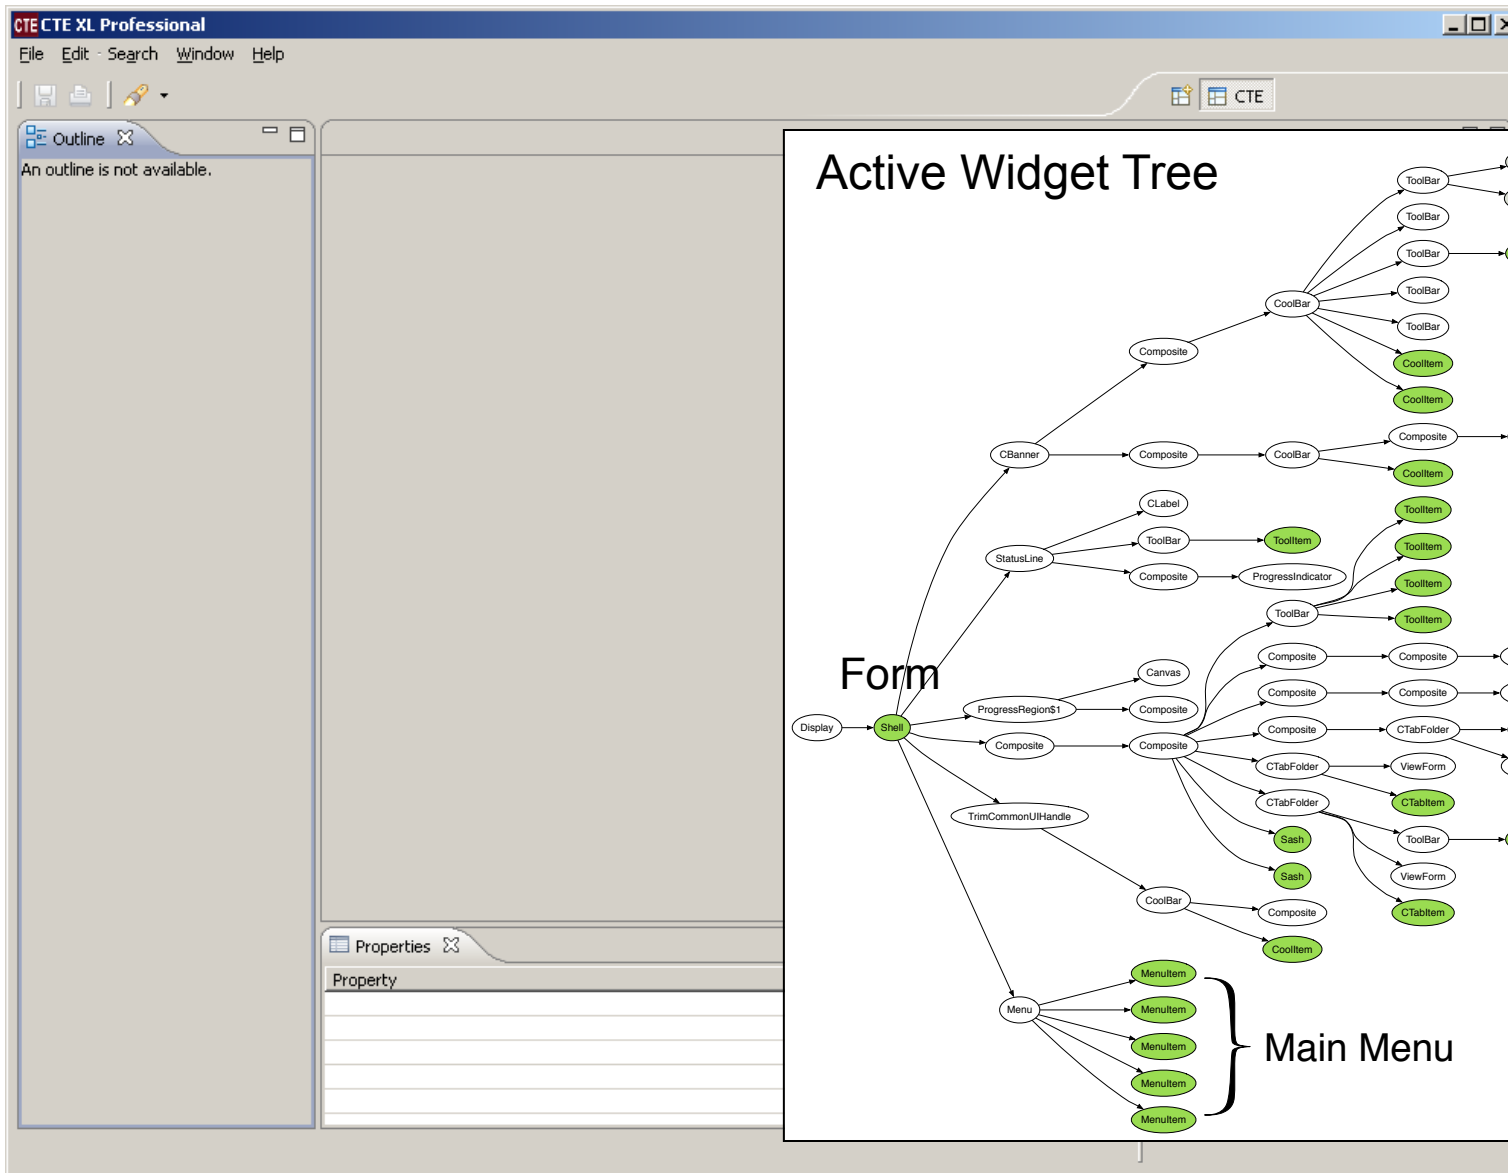 CTE CTE XL Professional
File Edit Search Window Help
CTE
Outline
An outline is not available.
Active Widget Tree
ToolBar
ToolBar
ToolBar
ToolBar
CoolBar
ToolBar
Composite
CoolItem
CoolItem
Composite
CBanner Composite CoolBar
CoolItem
CLabel
ToolItem
ToolBar ToolItem
ToolItem
StatusLine
Composite ProgressIndicator
ToolItem
ToolBar
ToolItem
Composite Composite
Form
Canvas
Composite Composite
ProgressRegion$1 Composite
Display Shell
Composite CTabFolder
Composite Composite
CTabFolder ViewForm
CTabFolder CTabItem
TrimCommonUIHandle
Sash ToolBar
Sash ViewForm
CoolBar
Composite CTabItem
CoolItem
Properties
Property
MenuItem
Menu MenuItem
MenuItem
Main Menu
MenuItem
MenuItem